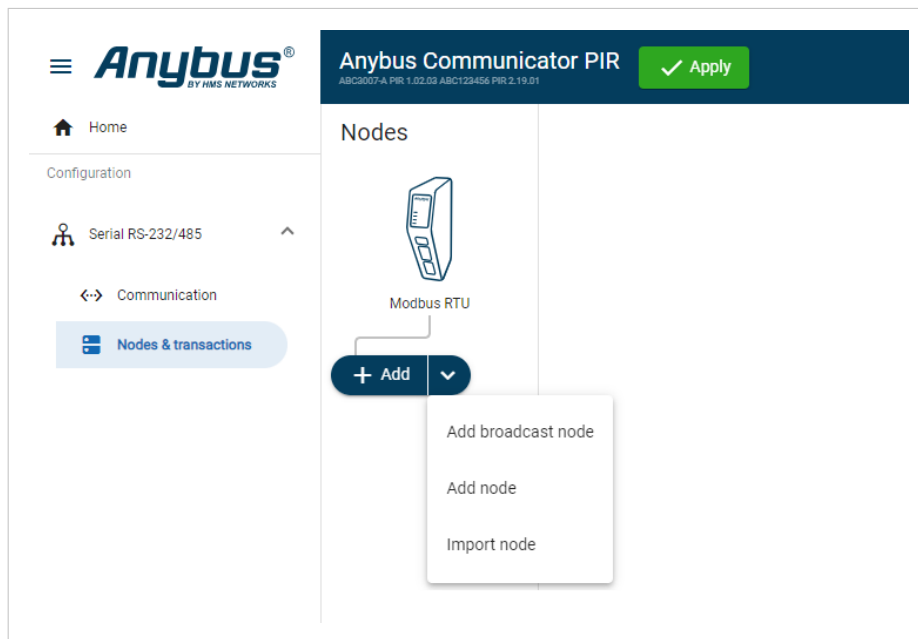 Anybus®
BY HMS NETWORKS
Anybus Communicator PIR
ABC3007-A PIR 1.02.03 ABC123456 PIR 2.19.01
Apply
Home
Configuration
Serial RS-232/485
Communication
Nodes & transactions
Nodes
Modbus RTU
Add
Add broadcast node
Add node
Import node